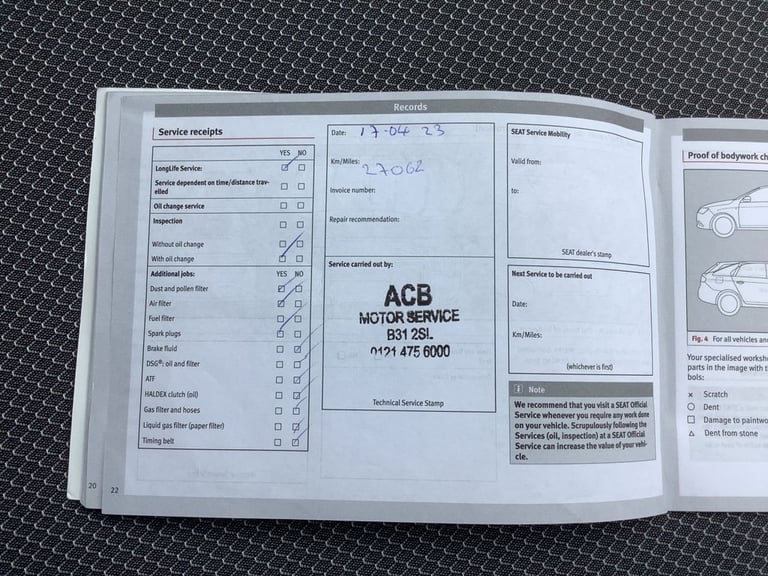 Records
Service receipts
YES NO
LongLife Service:
Service dependent on time/distance trav-
elled
Oil change service
Inspection
Without oil change
With oil change
Additional jobs: YES NO
Dust and pollen filter
Air filter
Fuel filter
Spark plugs
Brake fluid
DSG®: oil and filter
ATF
HALDEX clutch (oil)
Gas filter and hoses
Liquid gas filter (paper filter)
Timing belt
20
22
Date: 17-04 23
Km/Miles: 27062
Invoice number:
Repair recommendation:
Service carried out by:
ACB
MOTOR SERVICE
B31 2SL
0121 475 6000
Technical Service Stamp
SEAT Service Mobility
Valid from:
to:
SEAT dealer's stamp
Next Service to be carried out
Date:
Km/Miles:
(whichever is first)
i Note
We recommend that you visit a SEAT Official
Service whenever you require any work done
on your vehicle. Scrupulously following the
Services (oil, inspection) at a SEAT Official
Service can increase the value of your vehi-
cle.
Proof of bodywork ch
Fig. 4 For all vehicles an
Your specialised worksh
parts in the image with t
bols:
x Scratch
○ Dent
□ Damage to paintwo
△ Dent from stone